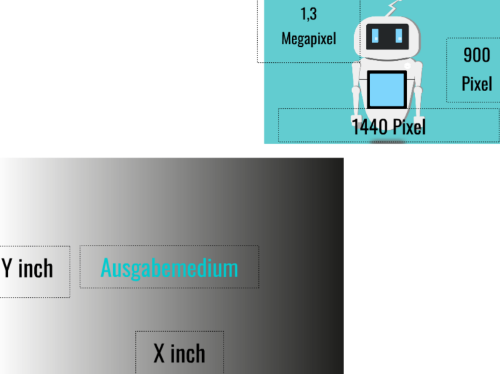 1,3
Megapixel
900
Pixel
1440 Pixel
Y inch
Ausgabemedium
X inch